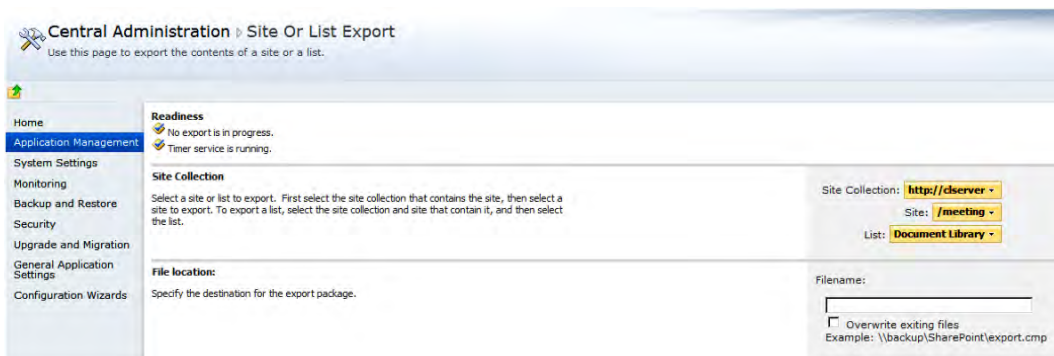 Central Administration ▹ Site Or List Export
Use this page to export the contents of a site or a list.
Home
Application Management
System Settings
Monitoring
Backup and Restore
Security
Upgrade and Migration
General Application
Settings
Configuration Wizards
Readiness
No export is in progress.
Timer service is running.
Site Collection
Select a site or list to export. First select the site collection that contains the site, then select a
site to export. To export a list, select the site collection and site that contain it, and then select
the list.
Site Collection: http://clserver
Site: /meeting
List: Document Library
File location:
Specify the destination for the export package.
Filename:
Overwrite exiting files
Example: \\backup\SharePoint\export.cmp